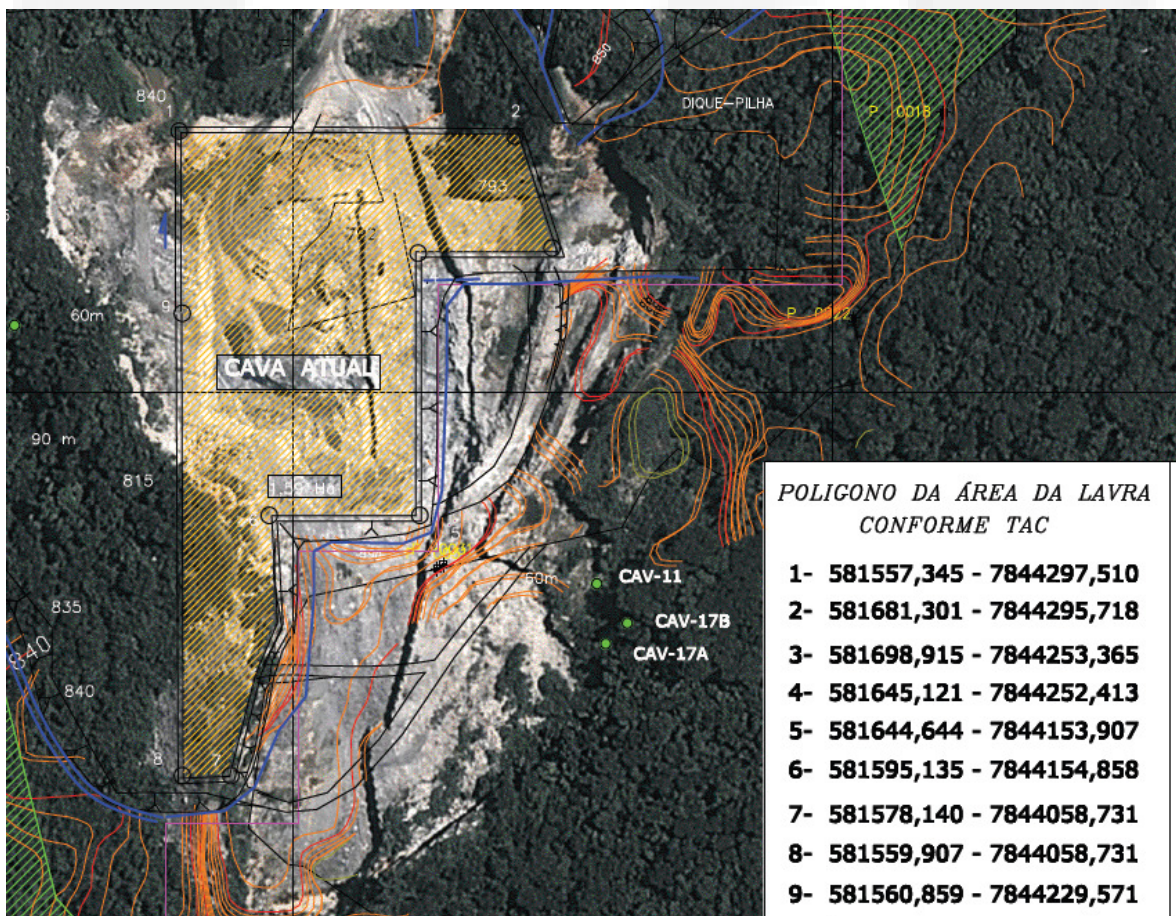 840
1
2
850
DIQUE-PILHA
P 0018
793
9
60m
P 0022
CAVA ATUAL
90 m
815
1.59 Ha
50m
CAV-11
CAV-17B
CAV-17A
835
840
840
8
7
POLIGONO DA ÁREA DA LAVRA
CONFORME TAC
1- 581557,345 - 7844297,510
2- 581681,301 - 7844295,718
3- 581698,915 - 7844253,365
4- 581645,121 - 7844252,413
5- 581644,644 - 7844153,907
6- 581595,135 - 7844154,858
7- 581578,140 - 7844058,731
8- 581559,907 - 7844058,731
9- 581560,859 - 7844229,571